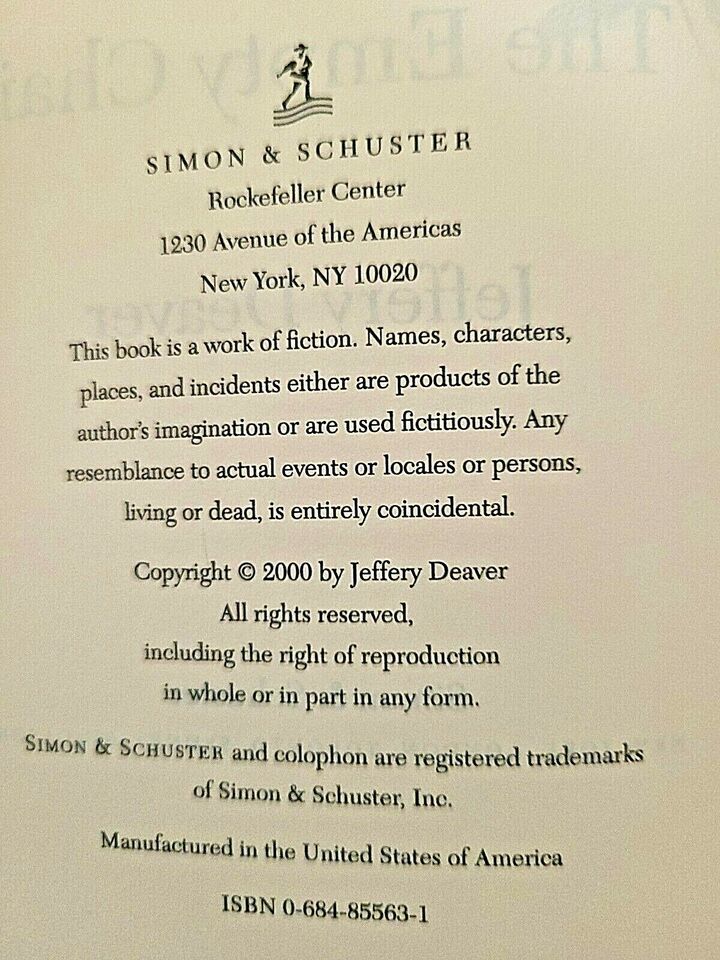 SIMON & SCHUSTER
Rockefeller Center
1230 Avenue of the Americas
New York, NY 10020
This book is a work of fiction. Names, characters,
places, and incidents either are products of the
author's imagination or are used fictitiously. Any
resemblance to actual events or locales or persons,
living or dead, is entirely coincidental.
Copyright © 2000 by Jeffery Deaver
All rights reserved,
including the right of reproduction
in whole or in part in any form.
SIMON & SCHUSTER and colophon are registered trademarks
of Simon & Schuster, Inc.
Manufactured in the United States of America
ISBN 0-684-85563-1